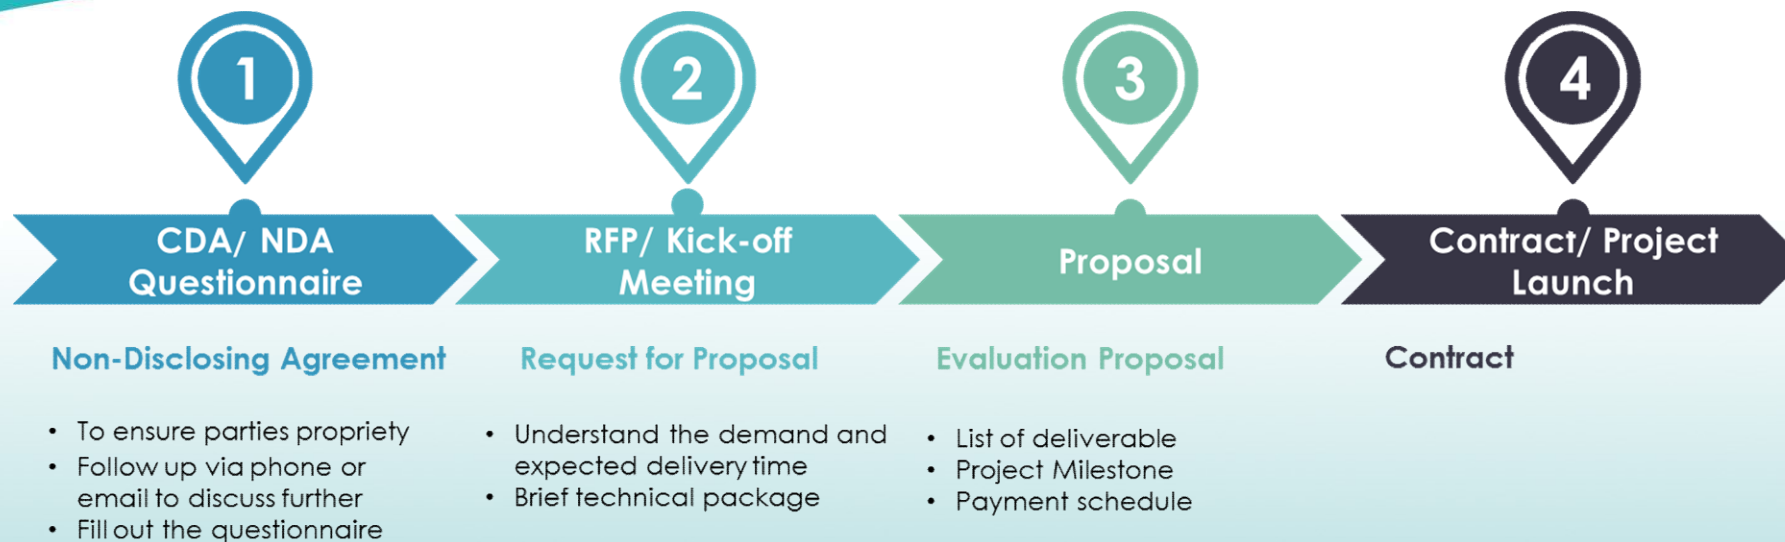 1
CDA/ NDA
Questionnaire
Non-Disclosing Agreement
• To ensure parties propriety
• Follow up via phone or
email to discuss further
• Fill out the questionnaire
2
RFP/ Kick-off
Meeting
Request for Proposal
• Understand the demand and
expected delivery time
• Brief technical package
3
Proposal
Evaluation Proposal
• List of deliverable
• Project Milestone
• Payment schedule
4
Contract/ Project
Launch
Contract